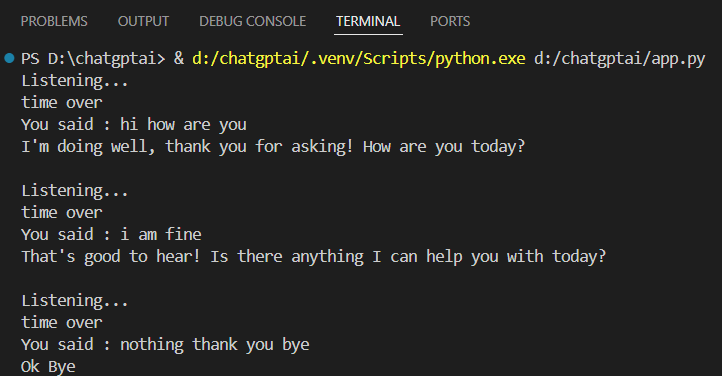 PROBLEMS OUTPUT DEBUG CONSOLE TERMINAL PORTS
PS D:\chatgptai> & d:/chatgptai/.venv/Scripts/python.exe d:/chatgptai/app.py
Listening...
time over
You said : hi how are you
I'm doing well, thank you for asking! How are you today?
Listening...
time over
You said : i am fine
That's good to hear! Is there anything I can help you with today?
Listening...
time over
You said : nothing thank you bye
Ok Bye